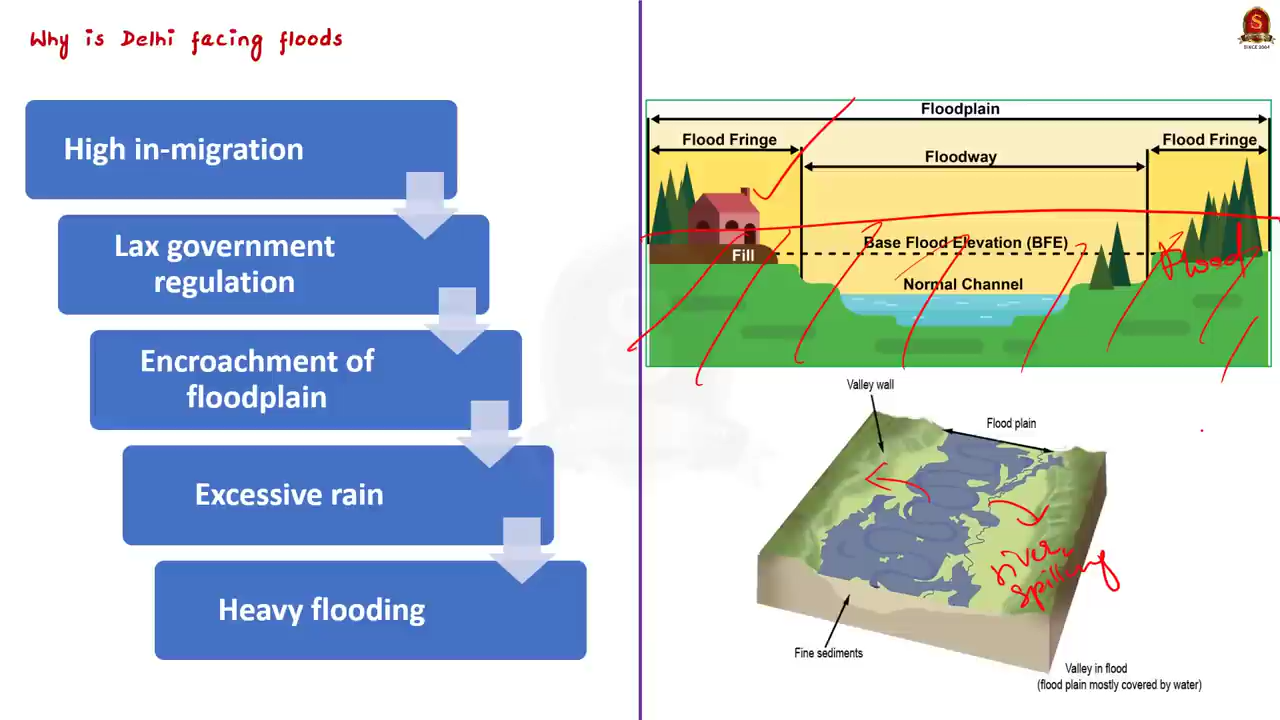 Why is Delhi facing floods
High in-migration
Lax government
regulation
Encroachment of
floodplain
Excessive rain
Heavy flooding
S
SINCE 2004
Floodplain
Flood Fringe
Flood Fringe
Floodway
Base Flood Elevation (BFE)
Flood
Fill
Normal Channel
Valley wall
Flood plain
river
spilling
Fine sediments
Valley in flood
(flood plain mostly covered by water)